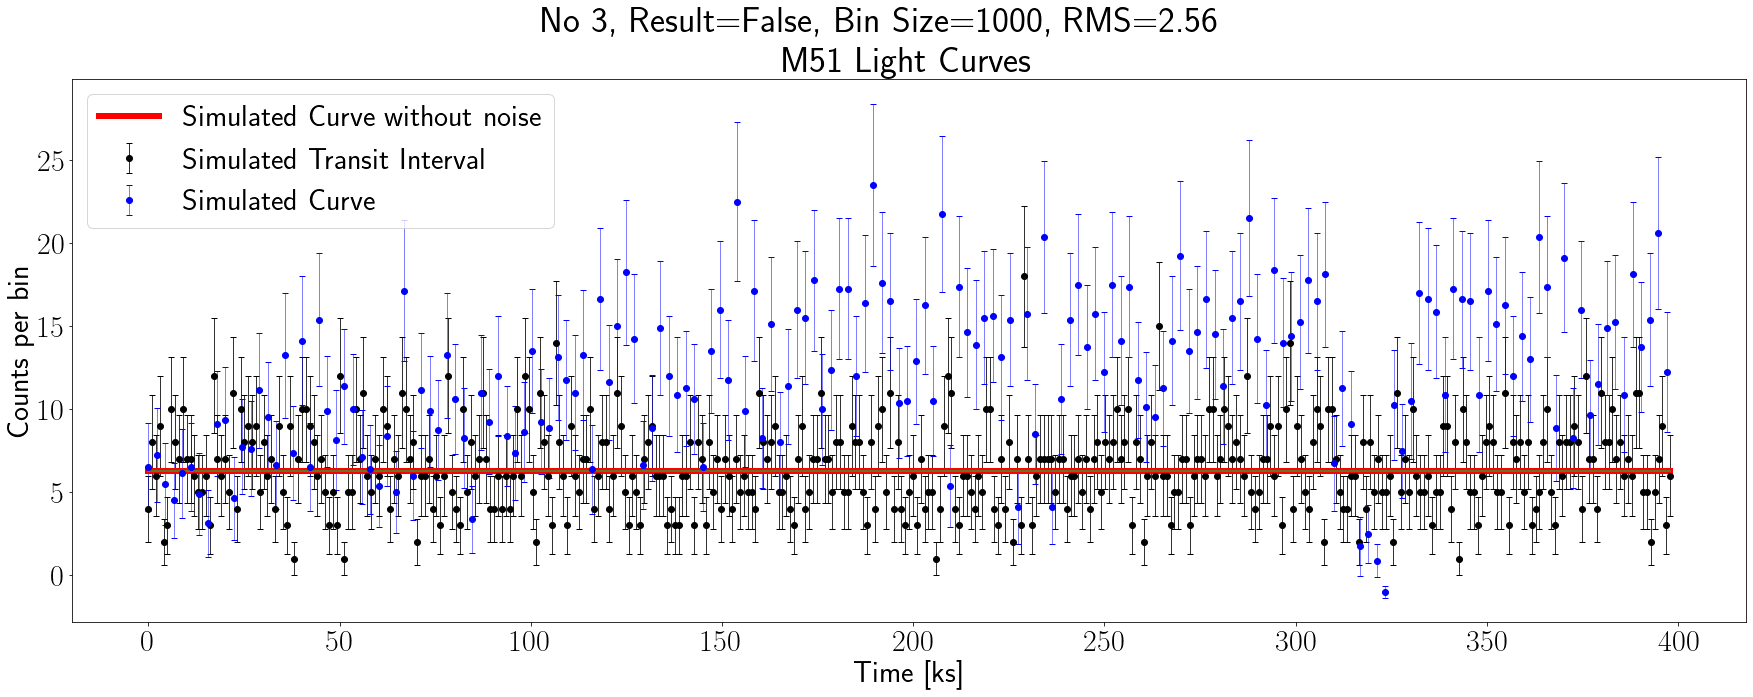 No 3, Result=False, Bin Size=1000, RMS=2.56
M51 Light Curves
Simulated Curve without noise
Simulated Transit Interval
Simulated Curve
Counts per bin
25
20
15
10
5
0
0 50 100 150 200 250 300 350 400
Time [ks]